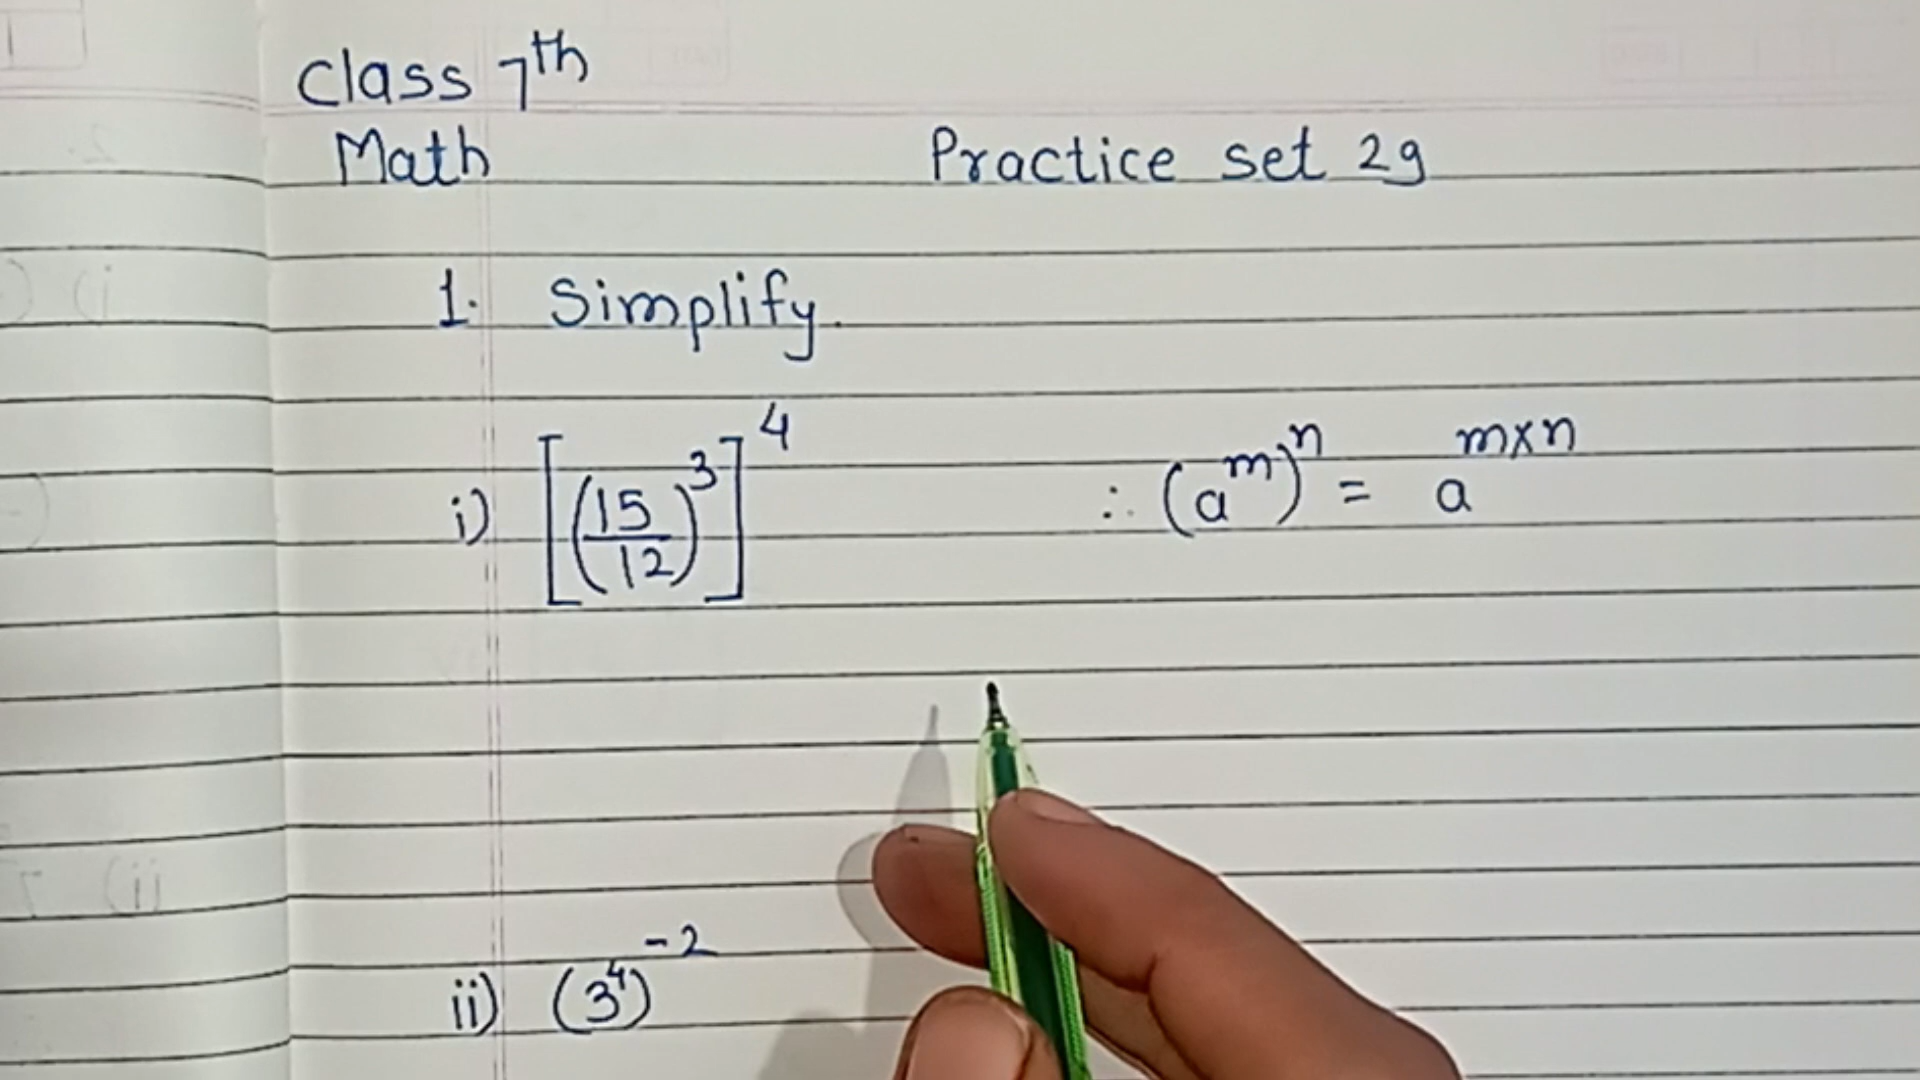 Class 7th
Math Practice set 29
1. Simplify.
i) [(15/12)^3]^4 ∴ (a^m)^n = a^m×n
ii) (3^4)^-2